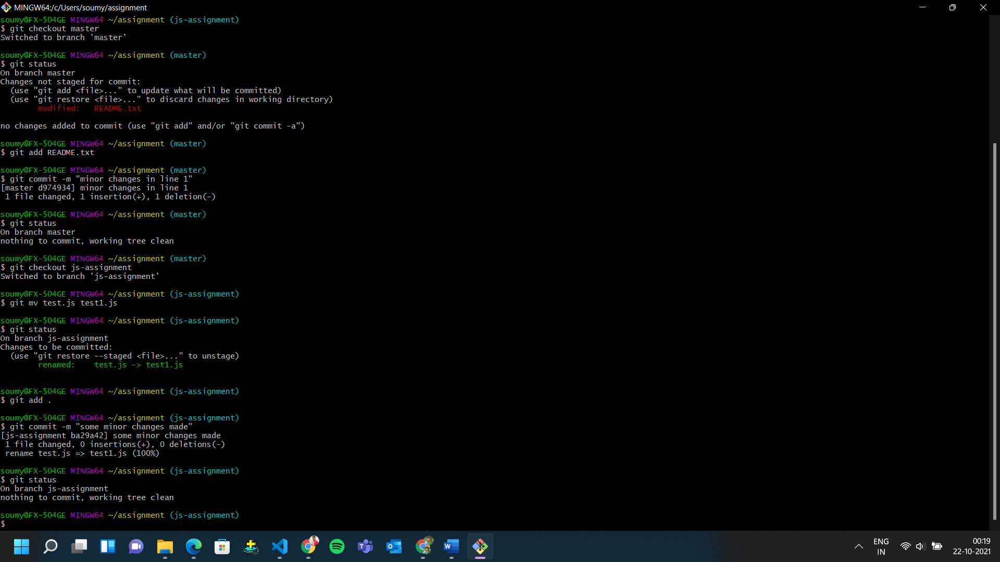 MINGW64:/c/Users/soumy/assignment
soumy@FX-504GE MINGW64 ~/assignment (js-assignment)
$ git checkout master
Switched to branch 'master'
soumy@FX-504GE MINGW64 ~/assignment (master)
$ git status
On branch master
Changes not staged for commit:
  (use "git add <file>..." to update what will be committed)
  (use "git restore <file>..." to discard changes in working directory)
        modified:   README.txt
no changes added to commit (use "git add" and/or "git commit -a")
soumy@FX-504GE MINGW64 ~/assignment (master)
$ git add README.txt
soumy@FX-504GE MINGW64 ~/assignment (master)
$ git commit -m "minor changes in line 1"
[master d974934] minor changes in line 1
 1 file changed, 1 insertion(+), 1 deletion(-)
soumy@FX-504GE MINGW64 ~/assignment (master)
$ git status
On branch master
nothing to commit, working tree clean
soumy@FX-504GE MINGW64 ~/assignment (master)
$ git checkout js-assignment
Switched to branch 'js-assignment'
soumy@FX-504GE MINGW64 ~/assignment (js-assignment)
$ git mv test.js test1.js
soumy@FX-504GE MINGW64 ~/assignment (js-assignment)
$ git status
On branch js-assignment
Changes to be committed:
  (use "git restore --staged <file>..." to unstage)
        renamed:    test.js -> test1.js
soumy@FX-504GE MINGW64 ~/assignment (js-assignment)
$ git add .
soumy@FX-504GE MINGW64 ~/assignment (js-assignment)
$ git commit -m "some minor changes made"
[js-assignment ba29a42] some minor changes made
 1 file changed, 0 insertions(+), 0 deletions(-)
 rename test.js => test1.js (100%)
soumy@FX-504GE MINGW64 ~/assignment (js-assignment)
$ git status
On branch js-assignment
nothing to commit, working tree clean
soumy@FX-504GE MINGW64 ~/assignment (js-assignment)
$
ENG
IN
00:19
22-10-2021